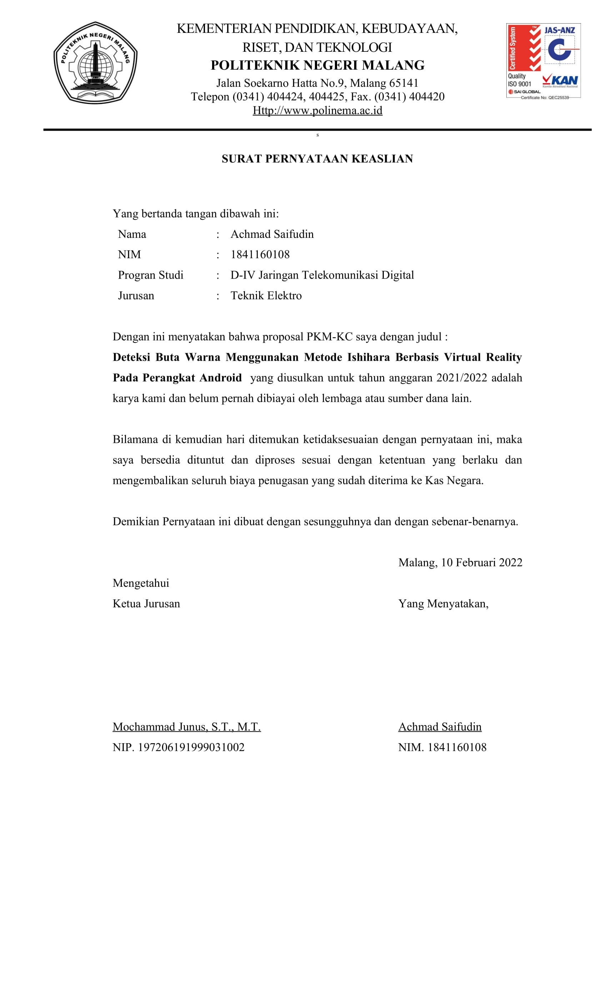 POLITEKNIK NEGERI MALANG
KEMENTERIAN PENDIDIKAN, KEBUDAYAAN,
RISET, DAN TEKNOLOGI
POLITEKNIK NEGERI MALANG
Jalan Soekarno Hatta No.9, Malang 65141
Telepon (0341) 404424, 404425, Fax. (0341) 404420
Http://www.polinema.ac.id
Certified System
TM
JAS-ANZ
C
Quality
ISO 9001
KAN
Komite Akreditasi Nasional
SAI GLOBAL
Certificate No: QEC25539
s
SURAT PERNYATAAN KEASLIAN
Yang bertanda tangan dibawah ini:
Nama : Achmad Saifudin
NIM : 1841160108
Progran Studi : D-IV Jaringan Telekomunikasi Digital
Jurusan : Teknik Elektro
Dengan ini menyatakan bahwa proposal PKM-KC saya dengan judul :
Deteksi Buta Warna Menggunakan Metode Ishihara Berbasis Virtual Reality
Pada Perangkat Android yang diusulkan untuk tahun anggaran 2021/2022 adalah
karya kami dan belum pernah dibiayai oleh lembaga atau sumber dana lain.
Bilamana di kemudian hari ditemukan ketidaksesuaian dengan pernyataan ini, maka
saya bersedia dituntut dan diproses sesuai dengan ketentuan yang berlaku dan
mengembalikan seluruh biaya penugasan yang sudah diterima ke Kas Negara.
Demikian Pernyataan ini dibuat dengan sesungguhnya dan dengan sebenar-benarnya.
Malang, 10 Februari 2022
Mengetahui
Ketua Jurusan
Yang Menyatakan,
Mochammad Junus, S.T., M.T.
Achmad Saifudin
NIP. 197206191999031002
NIM. 1841160108